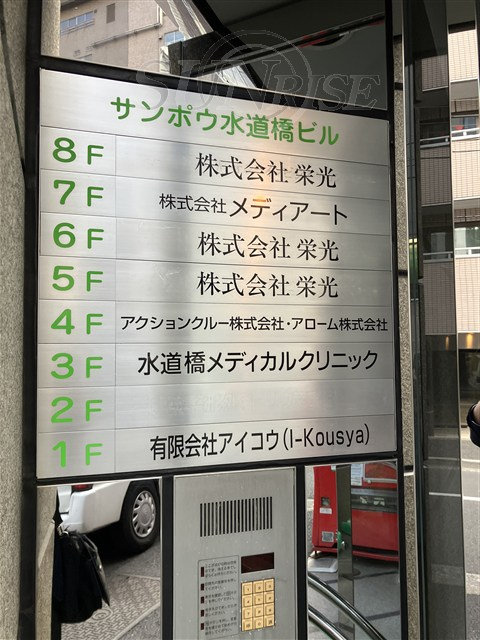 SUNRISE
サンポウ水道橋ビル
8F 株式会社 栄光
7F 株式会社 メディアート
6F 株式会社 栄光
5F 株式会社 栄光
4F アクションクルー株式会社・アローム株式会社
3F 水道橋メディカルクリニック
2F
1F 有限会社アイコウ(I-Kousya)